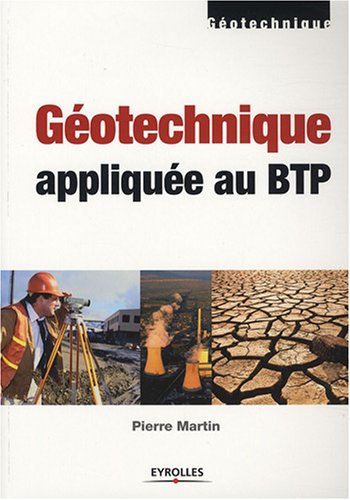 Géotechnique
Géotechnique
appliquée au BTP
Pierre Martin
EYROLLES